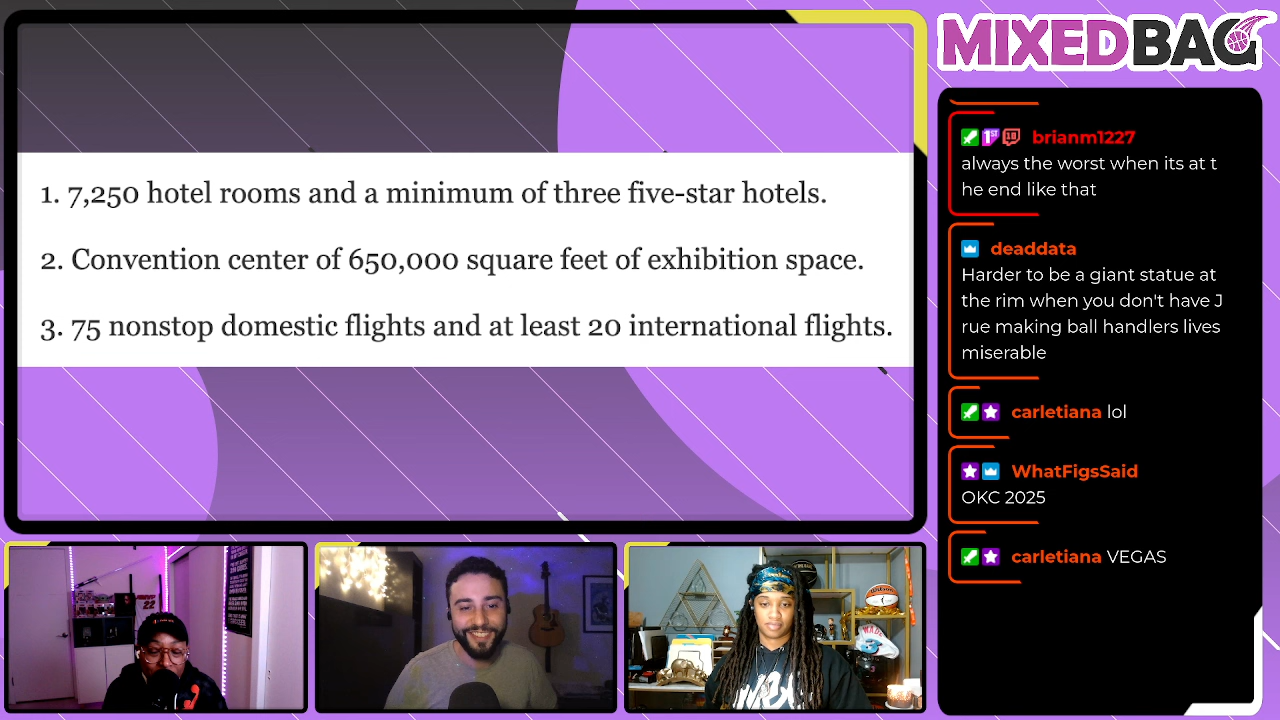 1. 7,250 hotel rooms and a minimum of three five-star hotels.
2. Convention center of 650,000 square feet of exhibition space.
3. 75 nonstop domestic flights and at least 20 international flights.
MIXEDBAG
brianm1227
always the worst when its at t
he end like that
deaddata
Harder to be a giant statue at
the rim when you don't have J
rue making ball handlers lives
miserable
carletiana lol
WhatFigsSaid
OKC 2025
carletiana VEGAS
22
Wilson